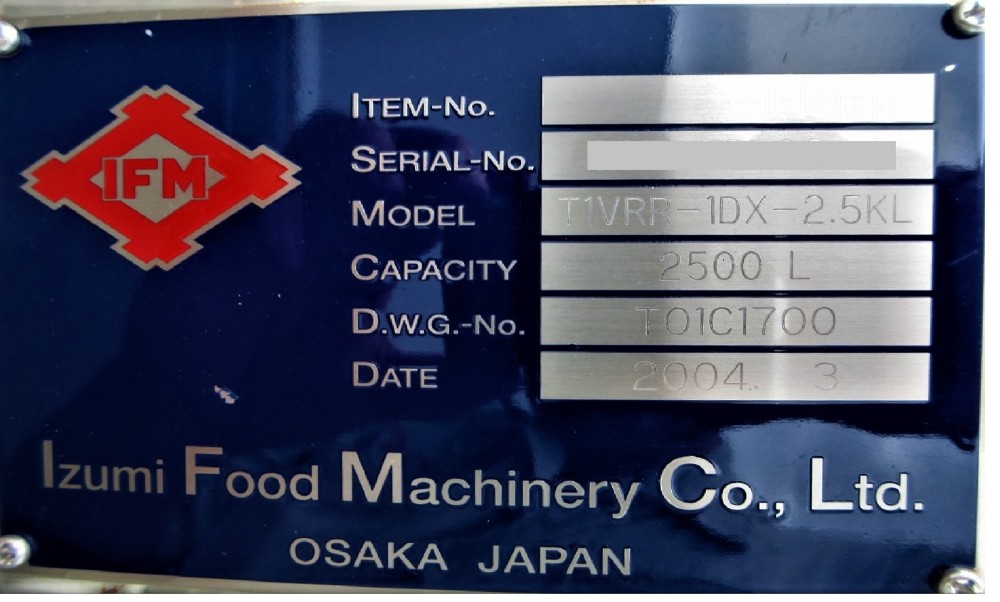 IFM
ITEM-No.
SERIAL-No.
MODEL T1VRR-1DX-2.5KL
CAPACITY 2500 L
D.W.G.-No. T01C1700
DATE 2004. 3
Izumi Food Machinery Co., Ltd.
OSAKA JAPAN